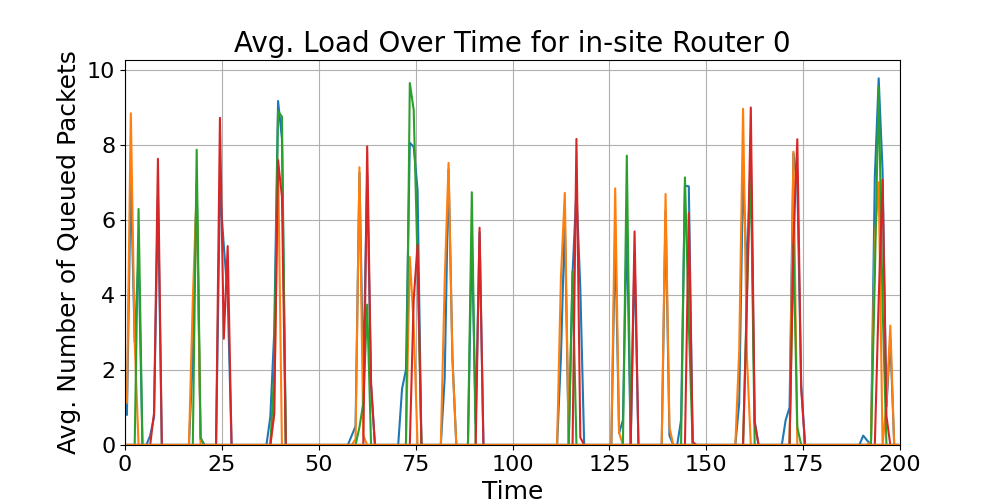 Avg. Load Over Time for in-site Router 0
Avg. Number of Queued Packets
10
8
6
4
2
0
0 25 50 75 100 125 150 175 200
Time